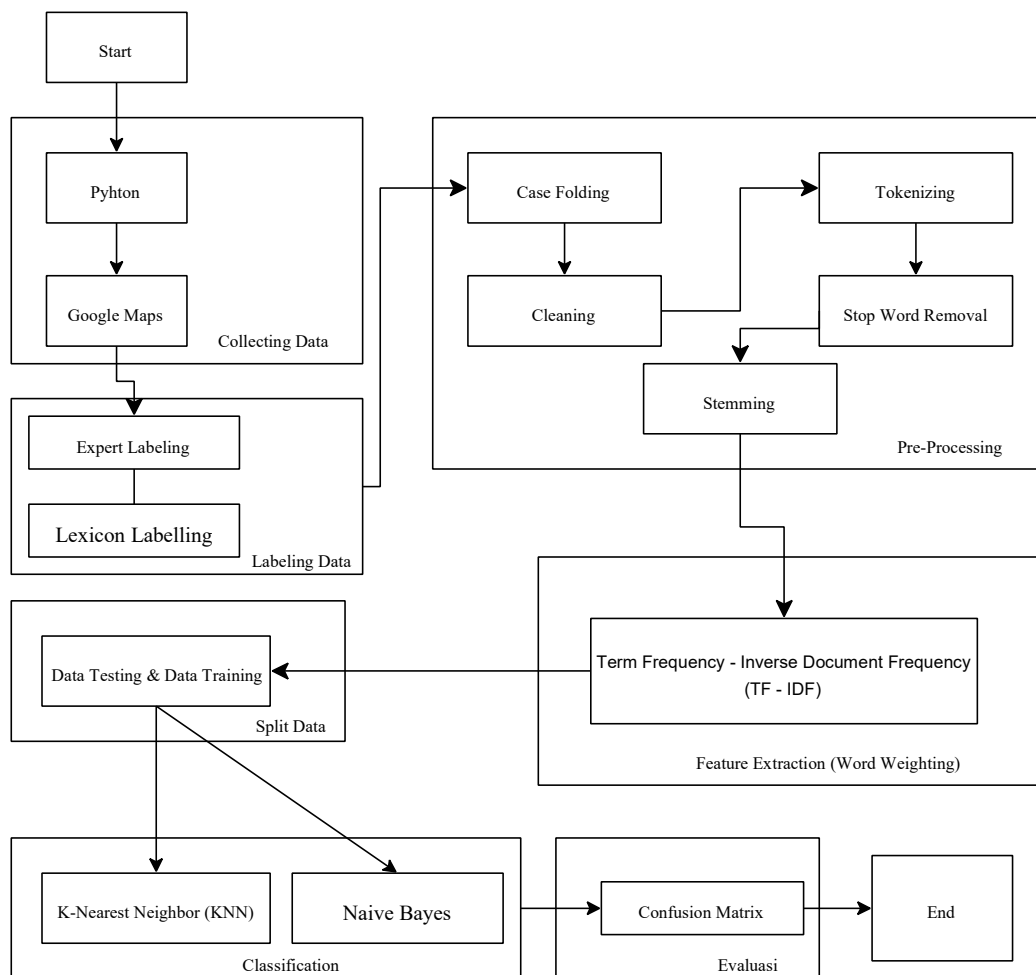 Start
Pyhton
Google Maps
Collecting Data
Expert Labeling
Lexicon Labelling
Labeling Data
Case Folding
Cleaning
Tokenizing
Stop Word Removal
Stemming
Pre-Processing
Term Frequency - Inverse Document Frequency
(TF - IDF)
Feature Extraction (Word Weighting)
Data Testing & Data Training
Split Data
K-Nearest Neighbor (KNN)
Naive Bayes
Classification
Confusion Matrix
Evaluasi
End